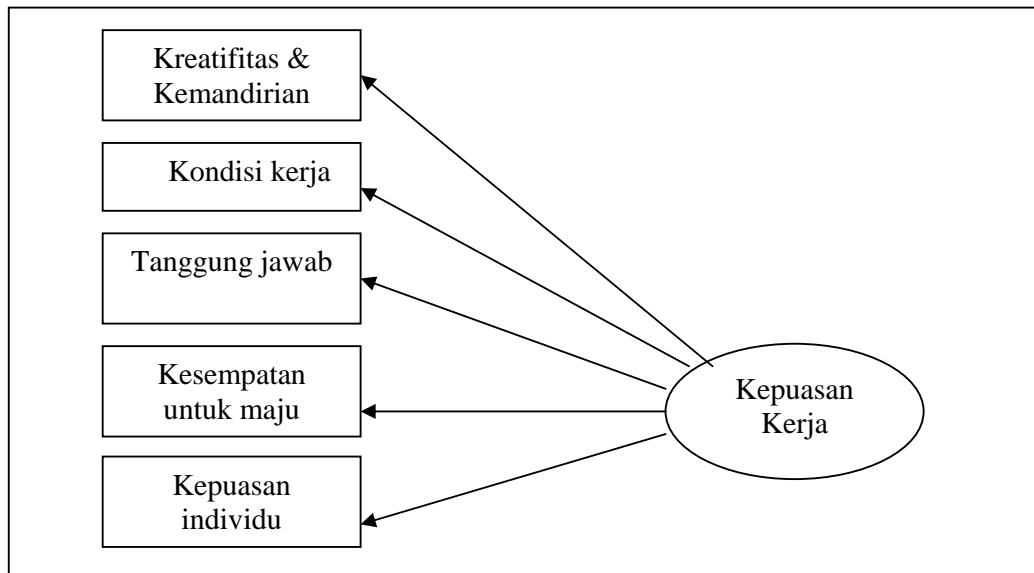 Kreatifitas &
Kemandirian
Kondisi kerja
Tanggung jawab
Kesempatan
untuk maju
Kepuasan
individu
Kepuasan
Kerja